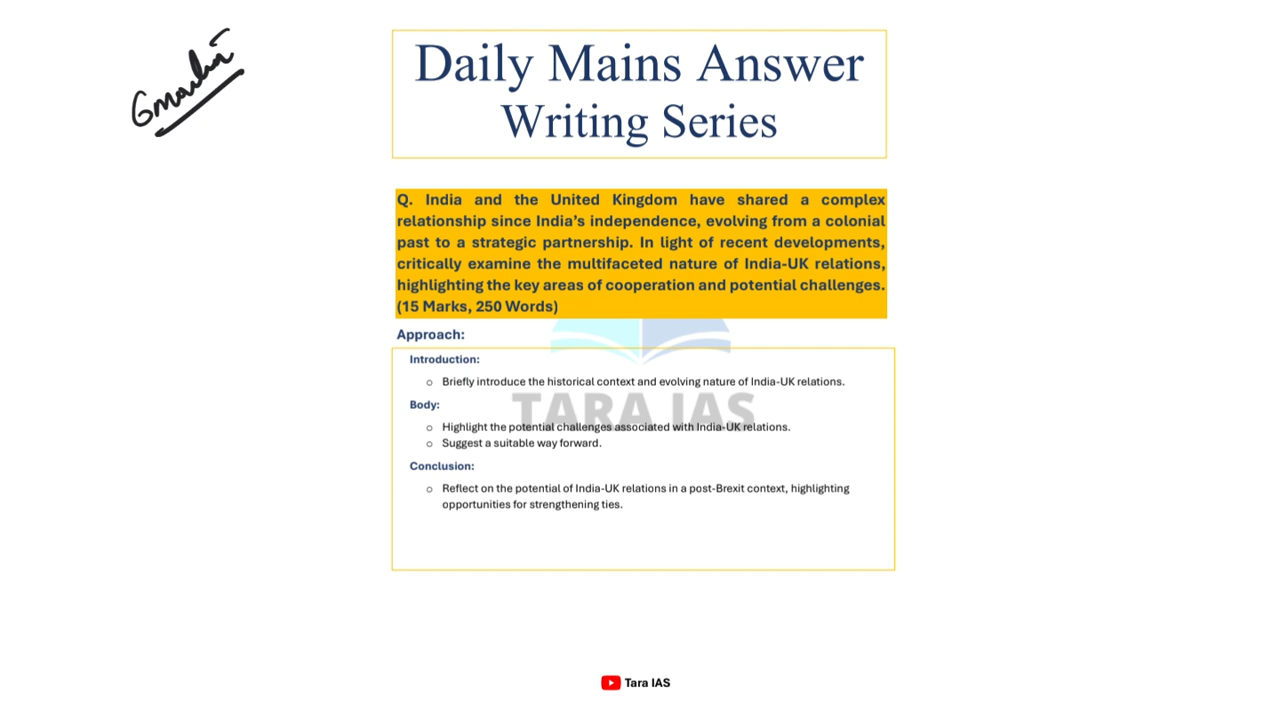 Daily Mains Answer
Writing Series
Q. India and the United Kingdom have shared a complex
relationship since India's independence, evolving from a colonial
past to a strategic partnership. In light of recent developments,
critically examine the multifaceted nature of India-UK relations,
highlighting the key areas of cooperation and potential challenges.
(15 Marks, 250 Words)
Approach:
Introduction:
o Briefly introduce the historical context and evolving nature of India-UK relations.
Body:
TARA IAS
o Highlight the potential challenges associated with India-UK relations.
o Suggest a suitable way forward.
Conclusion:
o Reflect on the potential of India-UK relations in a post-Brexit context, highlighting
opportunities for strengthening ties.
Tara IAS